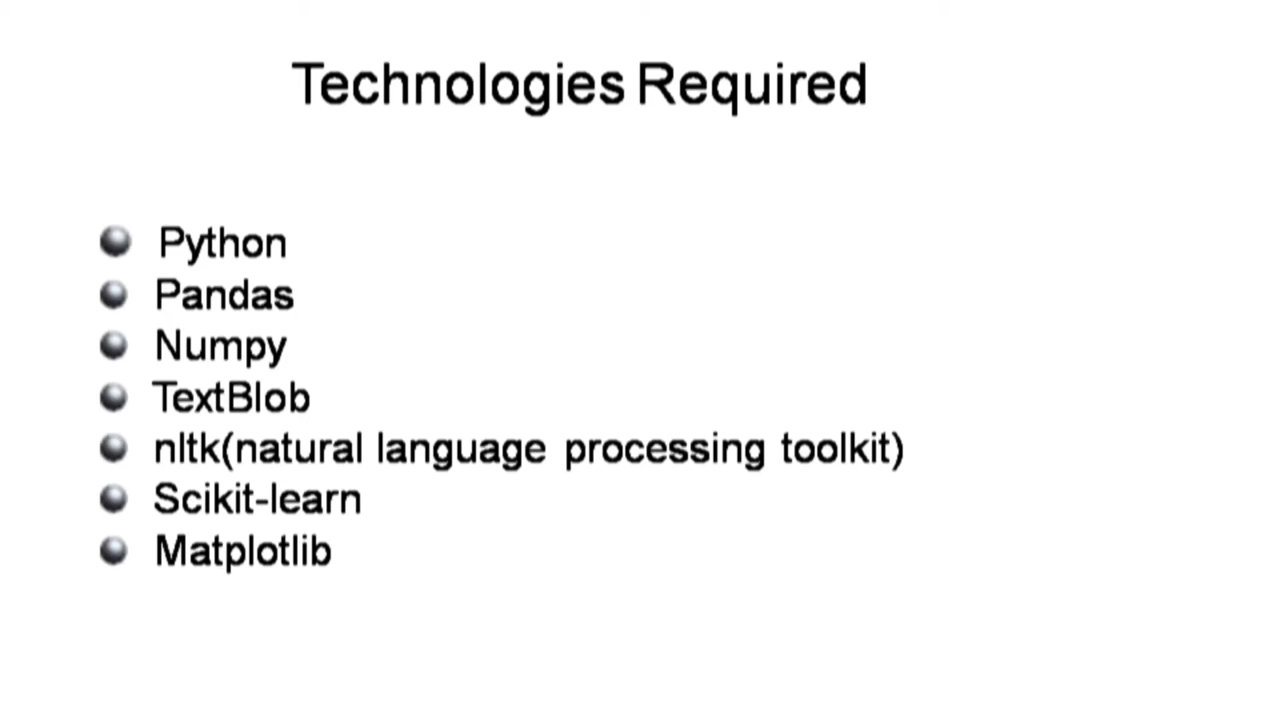 Technologies Required
Python
Pandas
Numpy
TextBlob
nltk(natural language processing toolkit)
Scikit-learn
Matplotlib